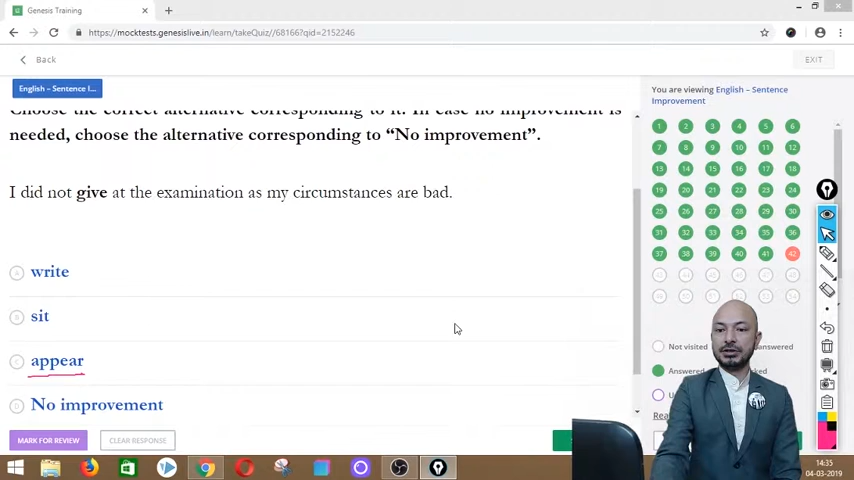 Genesis Training
https://mocktests.genesislive.in/learn/takeQuiz//68166?qid=2152246
Back
EXIT
English – Sentence I...
You are viewing English – Sentence
Improvement
Choose the correct alternative corresponding to it. In case no improvement is
needed, choose the alternative corresponding to “No improvement”.
I did not give at the examination as my circumstances are bad.
A write
B sit
C appear
D No improvement
1 2 3 4 5 6
7 8 9 10 11 12
13 14 15 16 17 18
19 20 21 22 23 24
25 26 27 28 29 30
31 32 33 34 35 36
37 38 39 40 41 42
Not visited
Answered
MARK FOR REVIEW
CLEAR RESPONSE
14:35
04-03-2019